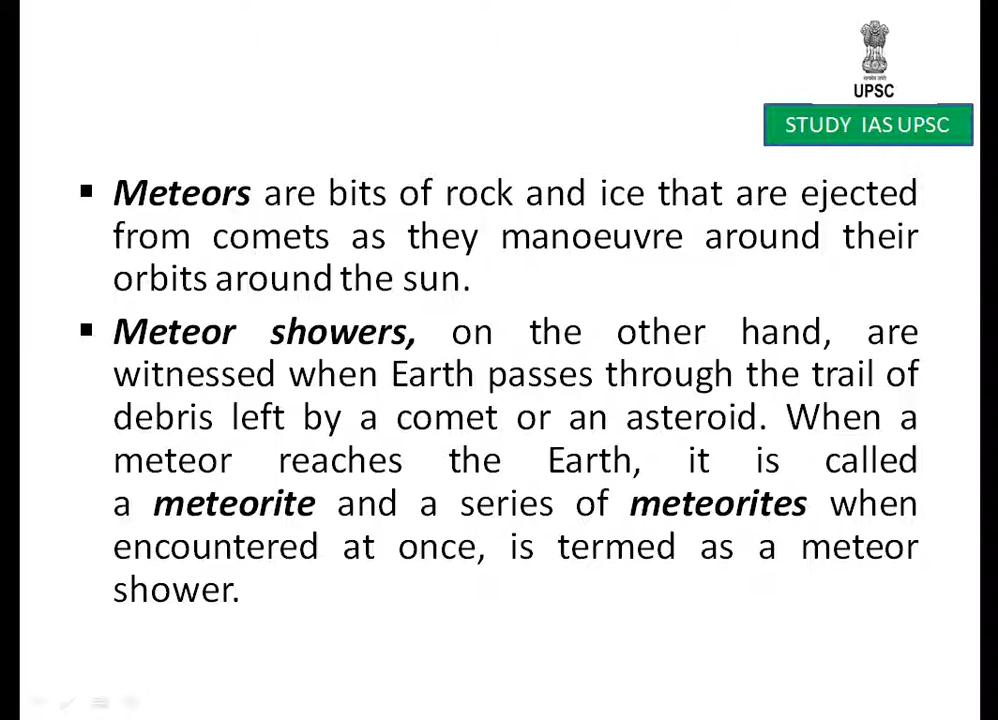 UPSC
STUDY IAS UPSC
▪ Meteors are bits of rock and ice that are ejected
from comets as they manoeuvre around their
orbits around the sun.
▪ Meteor showers, on the other hand, are
witnessed when Earth passes through the trail of
debris left by a comet or an asteroid. When a
meteor reaches the Earth, it is called
a meteorite and a series of meteorites when
encountered at once, is termed as a meteor
shower.